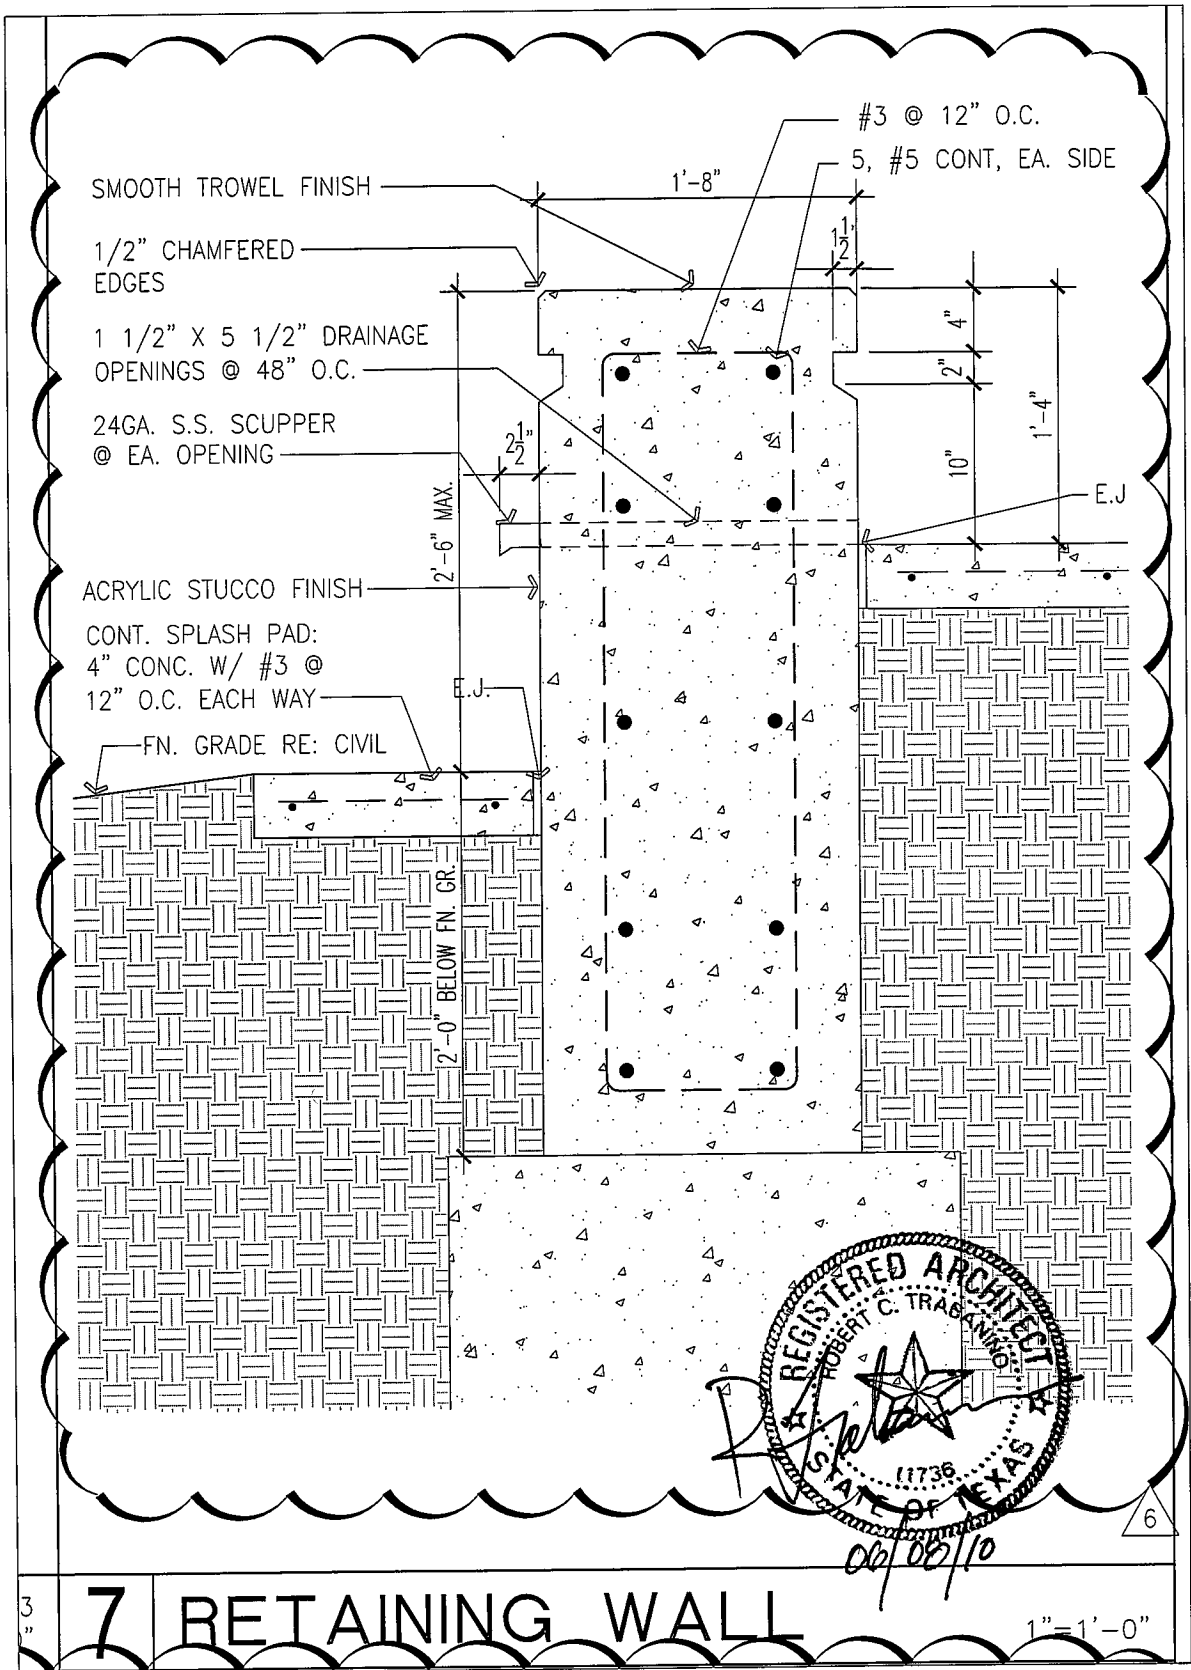 #3 @ 12" O.C.
5, #5 CONT, EA. SIDE
SMOOTH TROWEL FINISH
1'-8"
1/2" CHAMFERED
EDGES
1 1/2"
1 1/2" X 5 1/2" DRAINAGE
OPENINGS @ 48" O.C.
4"
2"
1'-4"
10"
24GA. S.S. SCUPPER
@ EA. OPENING
2 1/2"
E.J
2'-6" MAX.
ACRYLIC STUCCO FINISH
CONT. SPLASH PAD:
4" CONC. W/ #3 @
12" O.C. EACH WAY
E.J.
FN. GRADE RE: CIVIL
2'-0" BELOW FN. GR.
REGISTERED ARCHITECT
ROBERT C. TRABANINO
11736
STATE OF TEXAS
06/08/10
6
3
"
7
RETAINING WALL
1"=1'-0"